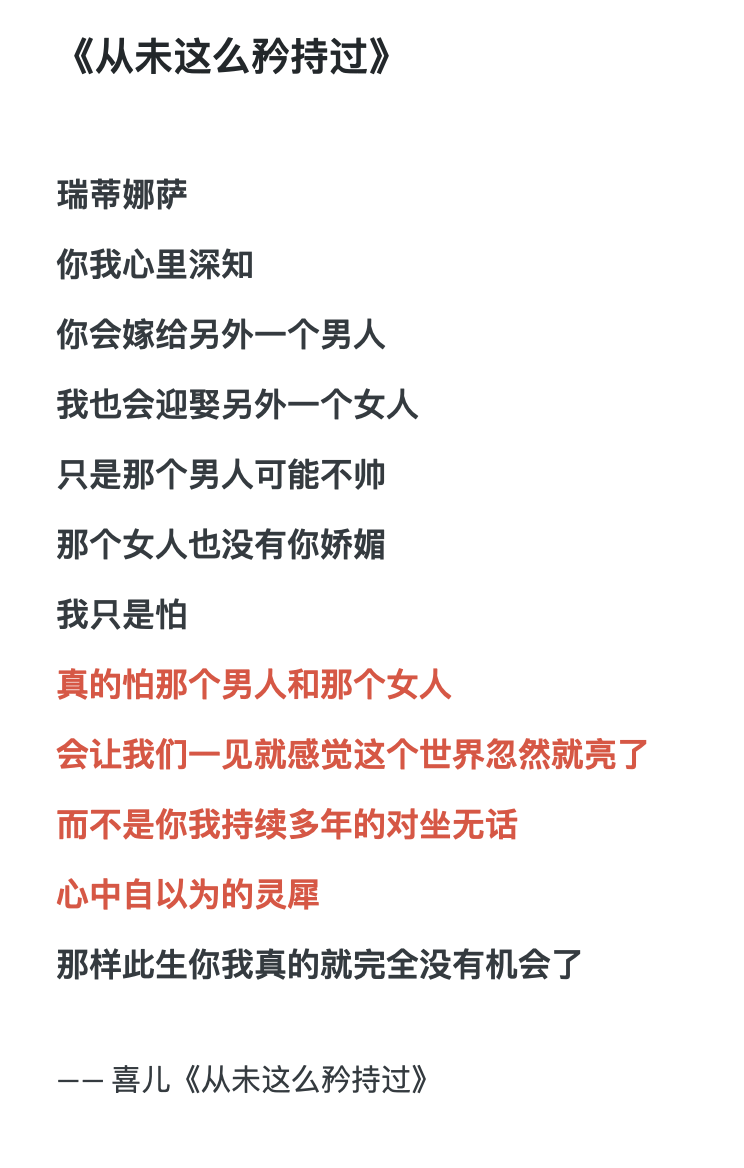 《从未这么矜持过》
瑞蒂娜萨
你我心里深知
你会嫁给另外一个男人
我也会迎娶另外一个女人
只是那个男人可能不帅
那个女人也没有你娇媚
我只是怕
真的怕那个男人和那个女人
会让我们一见就感觉这个世界忽然就亮了
而不是你我持续多年的对坐无话
心中自以为的灵犀
那样此生你我真的就完全没有机会了
—— 喜儿《从未这么矜持过》